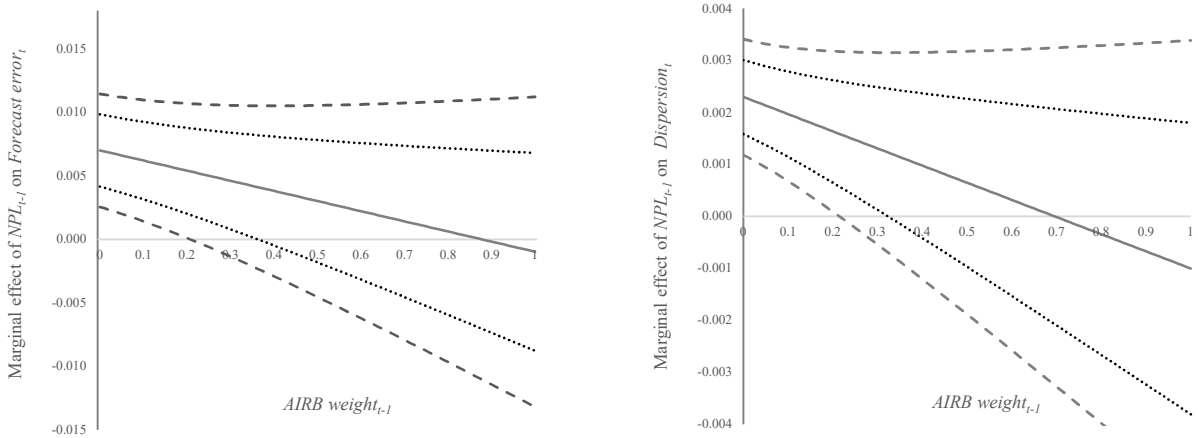 Marginal effect of NPLt-1 on Forecast errort
0.015
0.010
0.005
0.000
-0.005
-0.010
-0.015
0 0.1 0.2 0.3 0.4 0.5 0.6 0.7 0.8 0.9 1
AIRB weightt-1
Marginal effect of NPLt-1 on Dispersiont
0.004
0.003
0.002
0.001
0.000
-0.001
-0.002
-0.003
-0.004
0 0.1 0.2 0.3 0.4 0.5 0.6 0.7 0.8 0.9 1
AIRB weightt-1